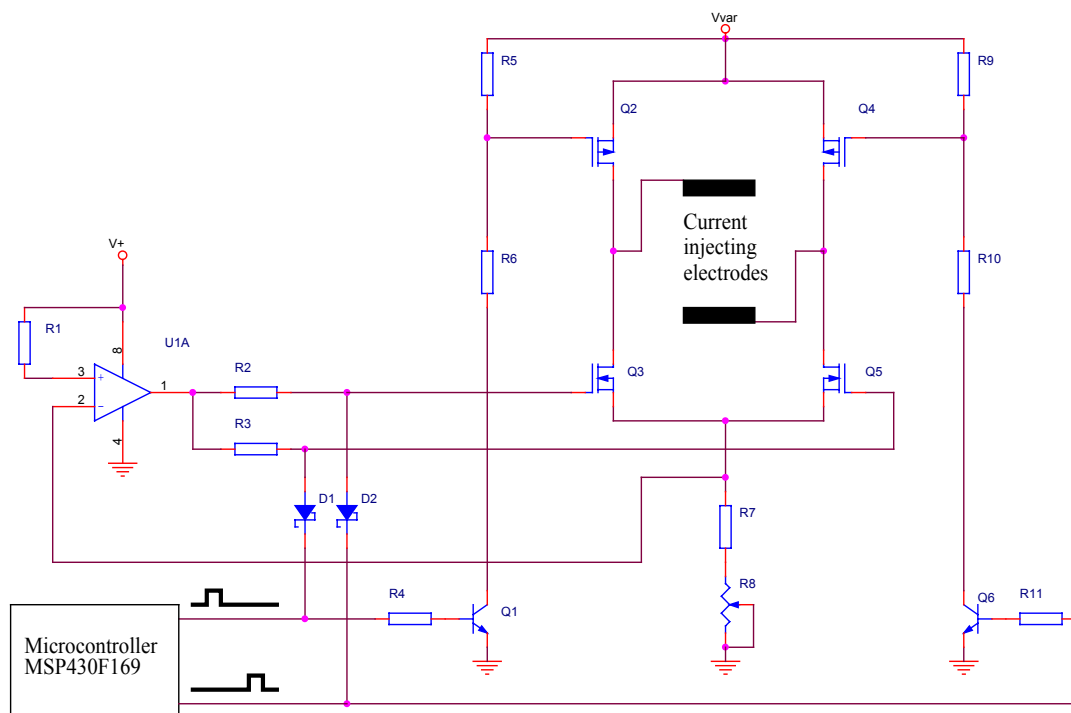 Vvar
R5
R9
Q2
Q4
Current
injecting
electrodes
V+
R6
R10
R1
U1A
8
3
+
1
2
−
4
R2
Q3
Q5
R3
D1
D2
R7
R8
R4
Q1
Q6
R11
Microcontroller
MSP430F169